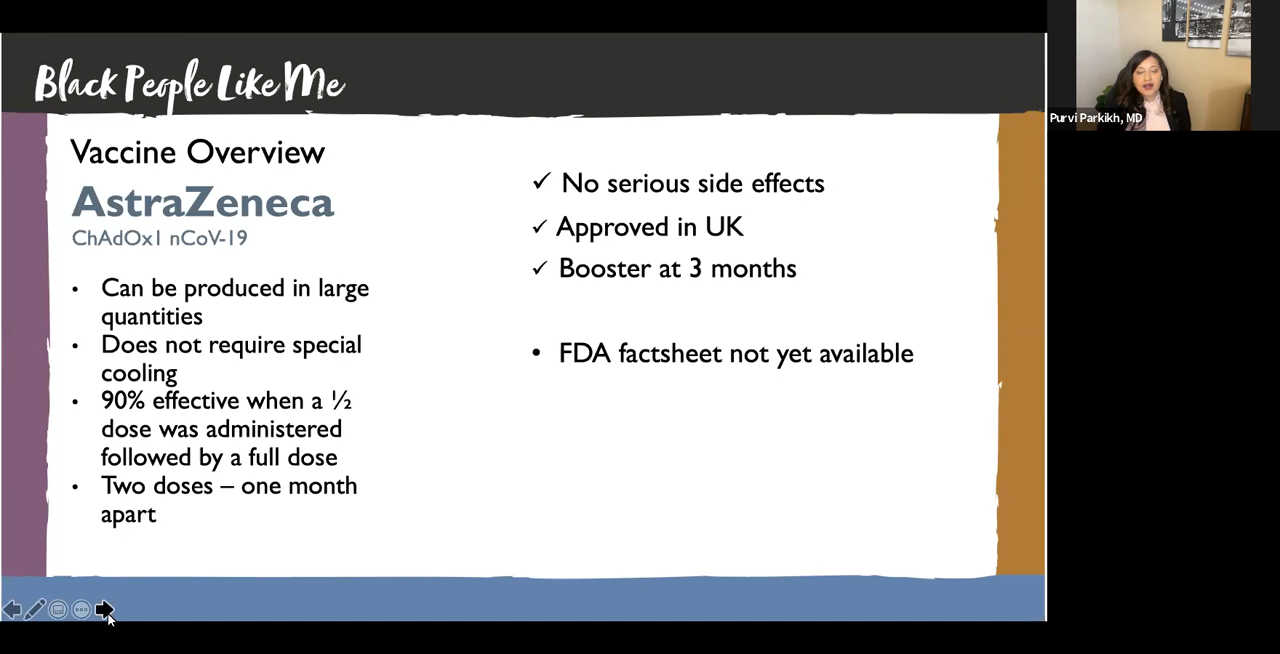 Black People Like Me
Vaccine Overview
AstraZeneca
ChAdOx1 nCoV-19
• Can be produced in large
quantities
• Does not require special
cooling
• 90% effective when a ½
dose was administered
followed by a full dose
• Two doses – one month
apart
✓ No serious side effects
✓ Approved in UK
✓ Booster at 3 months
• FDA factsheet not yet available
Purvi Parkikh, MD